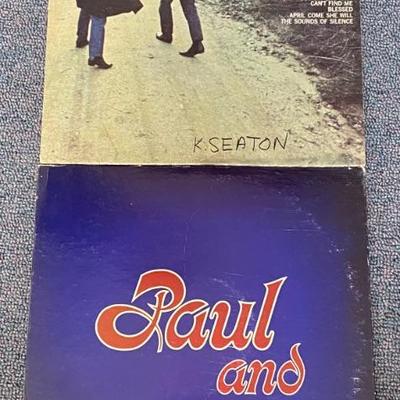 CAN'T FIND ME
BLESSED
APRIL COME SHE WILL
THE SOUNDS OF SILENCE
K. SEATON
Paul
and